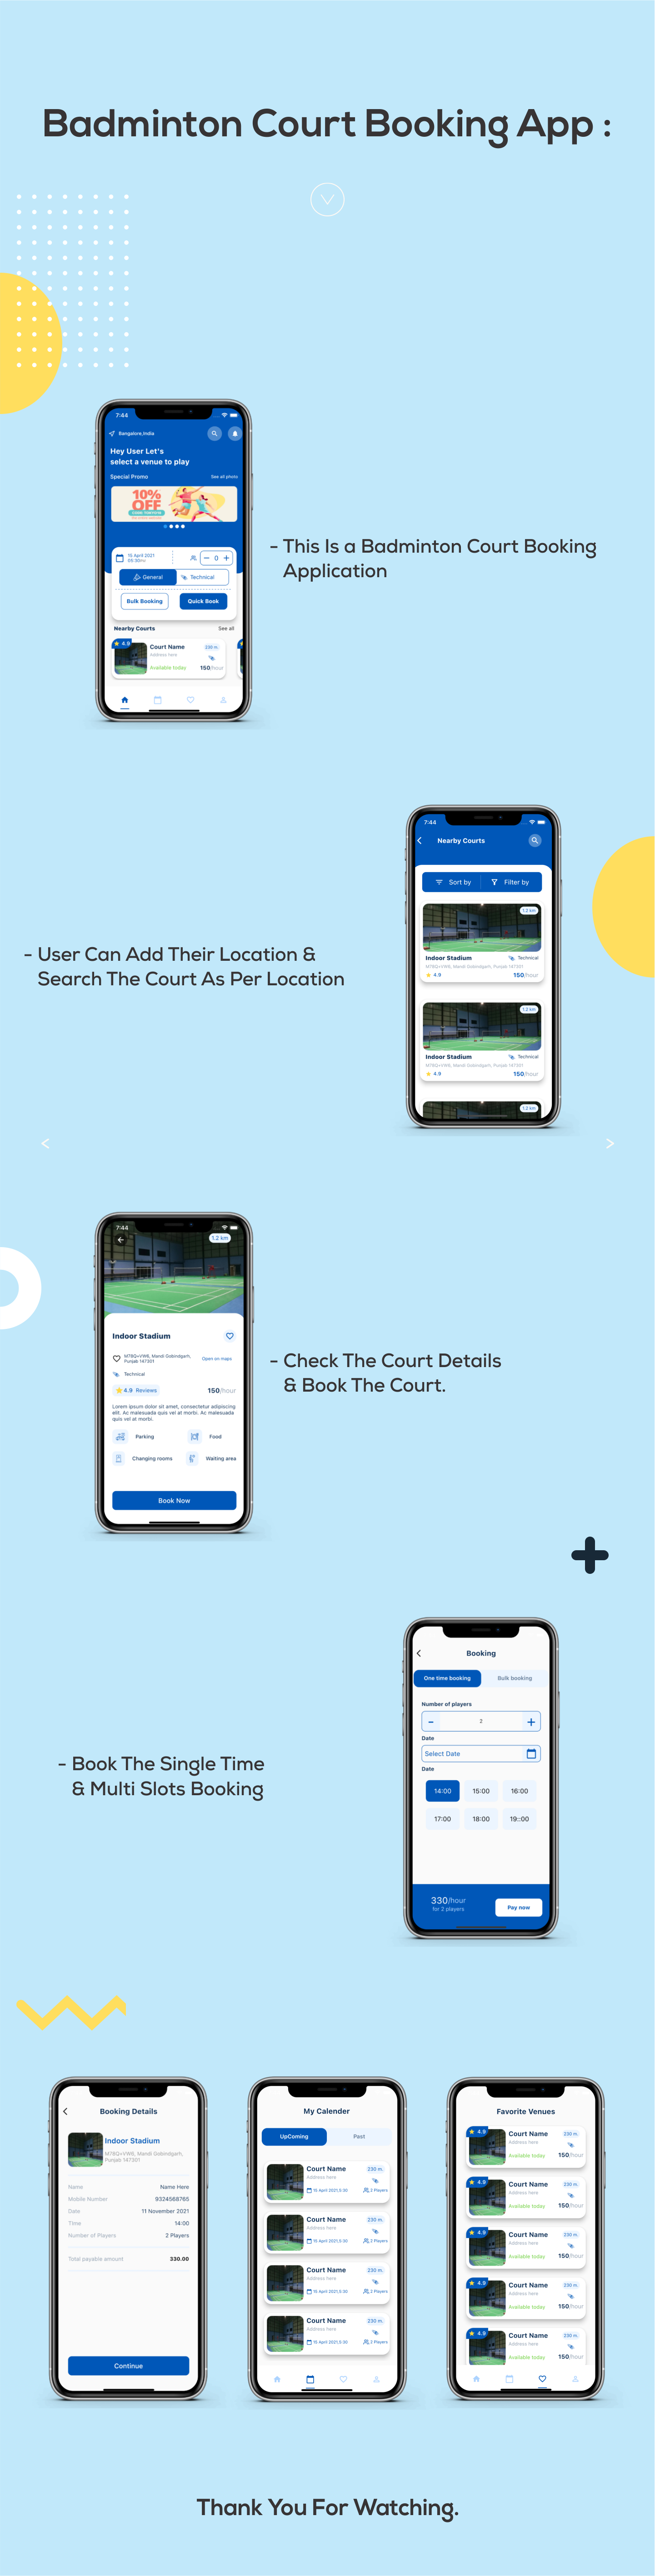 Badminton Court Booking App :
7:44
Bangalore,India
Hey User Let's
select a venue to play
Special Promo
See all photo
10%
OFF
15 April 2021
0
General
Technical
Bulk Booking
Quick Book
Nearby Courts
See all
4.9
Court Name
230 m.
Address here
Available today
150/hour
- This Is a Badminton Court Booking
Application
7:44
Nearby Courts
Sort by
Filter by
1.2 km
Indoor Stadium
Technical
M78Q+VW6, Mandi Gobindgarh, Punjab 147301
4.9
150/hour
1.2 km
Indoor Stadium
Technical
M78Q+VW6, Mandi Gobindgarh, Punjab 147301
4.9
150/hour
1.2 km
- User Can Add Their Location &
Search The Court As Per Location
<
>
7:44
1.2 km
Indoor Stadium
M78Q+VW6, Mandi Gobindgarh,
Punjab 147301
Open on maps
Technical
4.9 Reviews
150/hour
Lorem ipsum dolor sit amet, consectetur adipiscing
elit. Ac malesuada quis vel at morbi. Ac malesuada
quis vel at morbi.
Parking
Food
Changing rooms
Waiting area
Book Now
- Check The Court Details
& Book The Court.
Booking
One time booking
Bulk booking
Number of players
-
2
+
Date
Select Date
Date
14:00
15:00
16:00
17:00
18:00
19::00
330/hour
for 2 players
Pay now
- Book The Single Time
& Multi Slots Booking
Booking Details
Indoor Stadium
M78Q+VW6, Mandi Gobindgarh,
Punjab 147301
Name
Name Here
Mobile Number
9324568765
Date
11 November 2021
Time
14:00
Number of Players
2 Players
Total payable amount
330.00
Continue
My Calender
UpComing
Past
Court Name
230 m.
Address here
15 April 2021,5:30
2 Players
Court Name
230 m.
Address here
15 April 2021,5:30
2 Players
Court Name
230 m.
Address here
15 April 2021,5:30
2 Players
Court Name
230 m.
Address here
15 April 2021,5:30
2 Players
Favorite Venues
4.9
Court Name
230 m.
Address here
Available today
150/hour
4.9
Court Name
230 m.
Address here
Available today
150/hour
4.9
Court Name
230 m.
Address here
Available today
150/hour
4.9
Court Name
230 m.
Address here
Available today
150/hour
4.9
Court Name
230 m.
Address here
Available today
150/hour
Thank You For Watching.